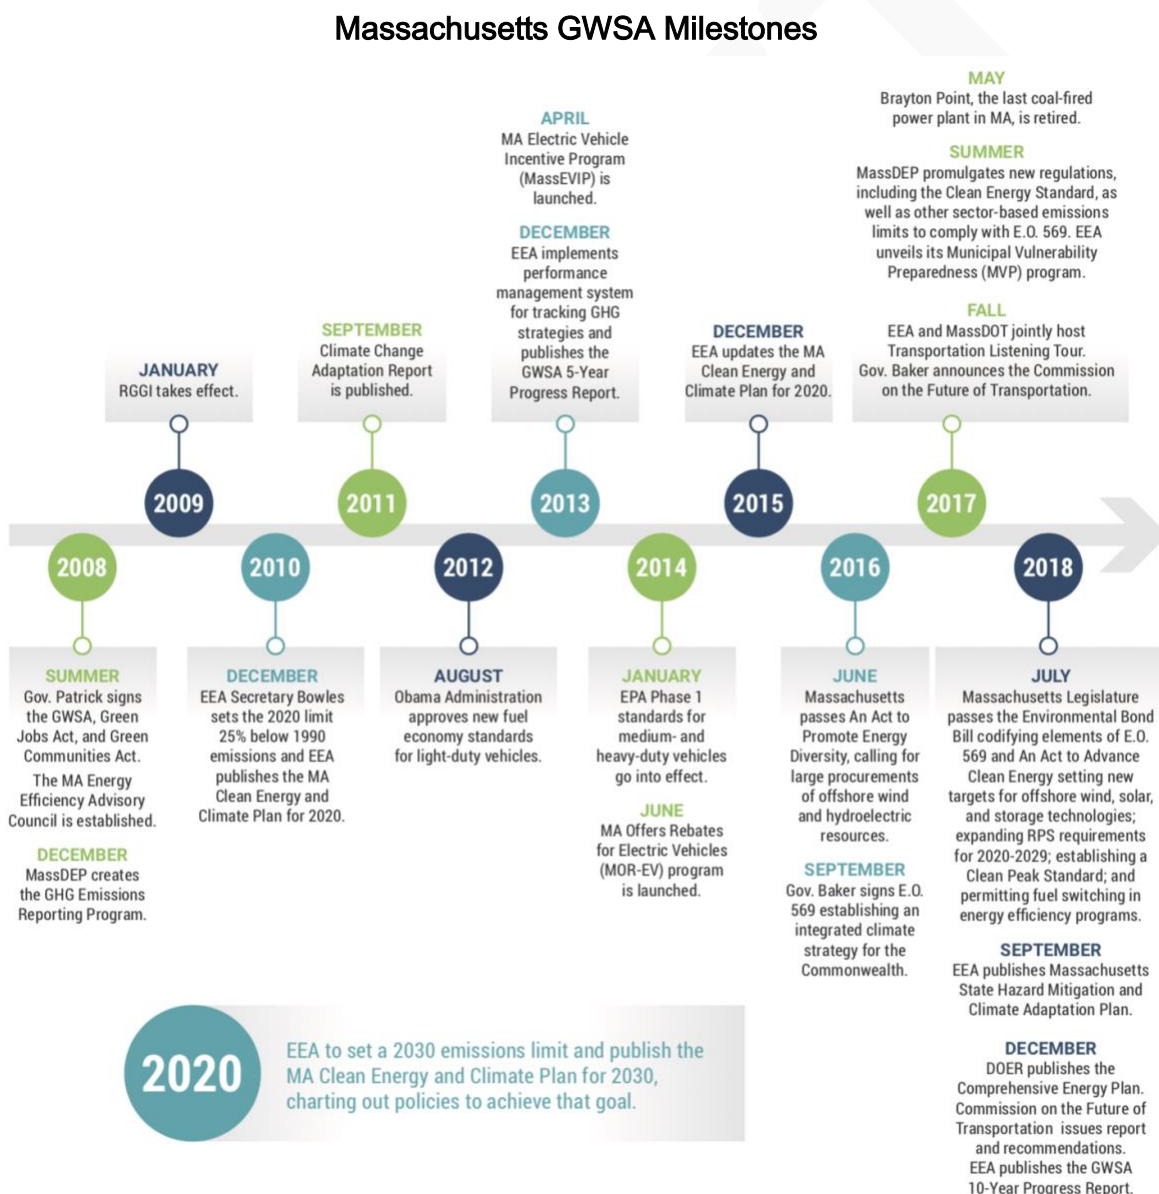 Massachusetts GWSA Milestones
2008
SUMMER
Gov. Patrick signs
the GWSA, Green
Jobs Act, and Green
Communities Act.
The MA Energy
Efficiency Advisory
Council is established.
DECEMBER
MassDEP creates
the GHG Emissions
Reporting Program.
JANUARY
RGGI takes effect.
2009
2010
DECEMBER
EEA Secretary Bowles
sets the 2020 limit
25% below 1990
emissions and EEA
publishes the MA
Clean Energy and
Climate Plan for 2020.
SEPTEMBER
Climate Change
Adaptation Report
is published.
2011
2012
AUGUST
Obama Administration
approves new fuel
economy standards
for light-duty vehicles.
APRIL
MA Electric Vehicle
Incentive Program
(MassEVIP) is
launched.
DECEMBER
EEA implements
performance
management system
for tracking GHG
strategies and
publishes the
GWSA 5-Year
Progress Report.
2013
2014
JANUARY
EPA Phase 1
standards for
medium- and
heavy-duty vehicles
go into effect.
JUNE
MA Offers Rebates
for Electric Vehicles
(MOR-EV) program
is launched.
DECEMBER
EEA updates the MA
Clean Energy and
Climate Plan for 2020.
2015
2016
JUNE
Massachusetts
passes An Act to
Promote Energy
Diversity, calling for
large procurements
of offshore wind
and hydroelectric
resources.
SEPTEMBER
Gov. Baker signs E.O.
569 establishing an
integrated climate
strategy for the
Commonwealth.
MAY
Brayton Point, the last coal-fired
power plant in MA, is retired.
SUMMER
MassDEP promulgates new regulations,
including the Clean Energy Standard, as
well as other sector-based emissions
limits to comply with E.O. 569. EEA
unveils its Municipal Vulnerability
Preparedness (MVP) program.
FALL
EEA and MassDOT jointly host
Transportation Listening Tour.
Gov. Baker announces the Commission
on the Future of Transportation.
2017
2018
JULY
Massachusetts Legislature
passes the Environmental Bond
Bill codifying elements of E.O.
569 and An Act to Advance
Clean Energy setting new
targets for offshore wind, solar,
and storage technologies;
expanding RPS requirements
for 2020-2029; establishing a
Clean Peak Standard; and
permitting fuel switching in
energy efficiency programs.
SEPTEMBER
EEA publishes Massachusetts
State Hazard Mitigation and
Climate Adaptation Plan.
DECEMBER
DOER publishes the
Comprehensive Energy Plan.
Commission on the Future of
Transportation issues report
and recommendations.
EEA publishes the GWSA
10-Year Progress Report.
2020
EEA to set a 2030 emissions limit and publish the
MA Clean Energy and Climate Plan for 2030,
charting out policies to achieve that goal.